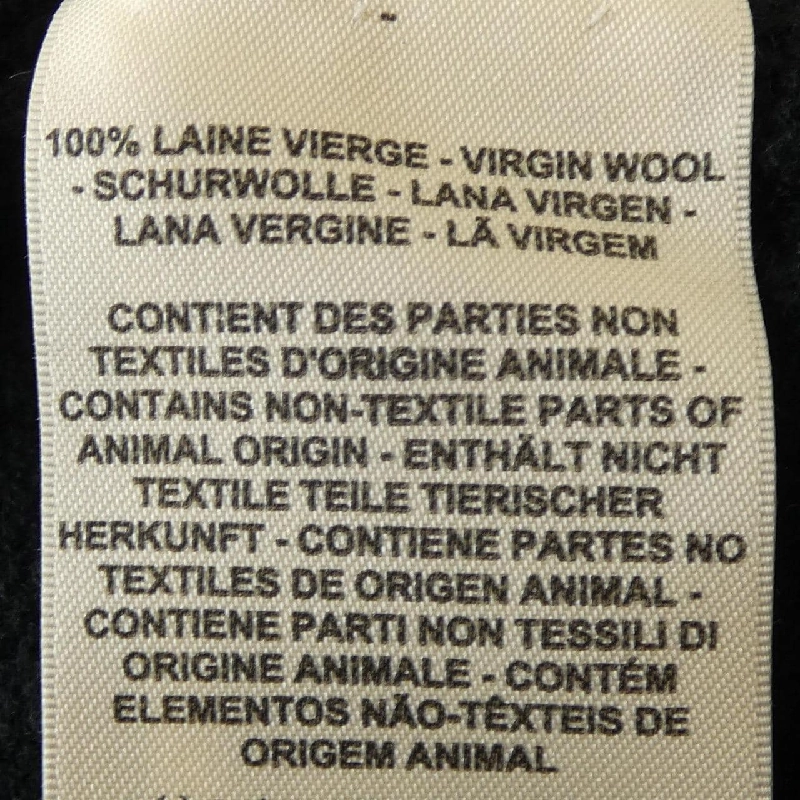 100% LAINE VIERGE - VIRGIN WOOL
- SCHURWOLLE - LANA VIRGEN -
LANA VERGINE - LÃ VIRGEM
CONTIENT DES PARTIES NON
TEXTILES D'ORIGINE ANIMALE -
CONTAINS NON-TEXTILE PARTS OF
ANIMAL ORIGIN - ENTHÄLT NICHT
TEXTILE TEILE TIERISCHER
HERKUNFT - CONTIENE PARTES NO
TEXTILES DE ORIGEN ANIMAL -
CONTIENE PARTI NON TESSILI DI
ORIGINE ANIMALE - CONTÉM
ELEMENTOS NÃO-TÊXTEIS DE
ORIGEM ANIMAL